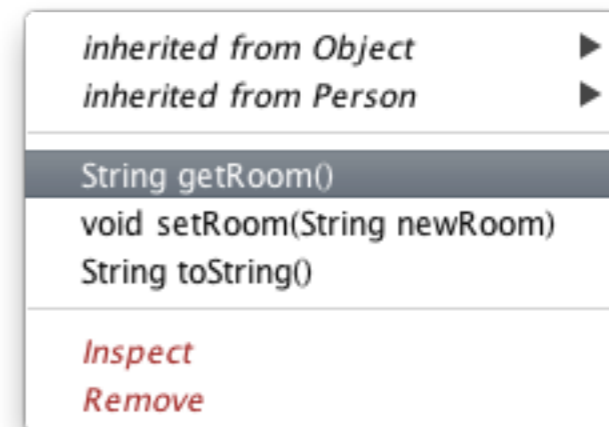 inherited from Object
inherited from Person
String getRoom()
void setRoom(String newRoom)
String toString()
Inspect
Remove